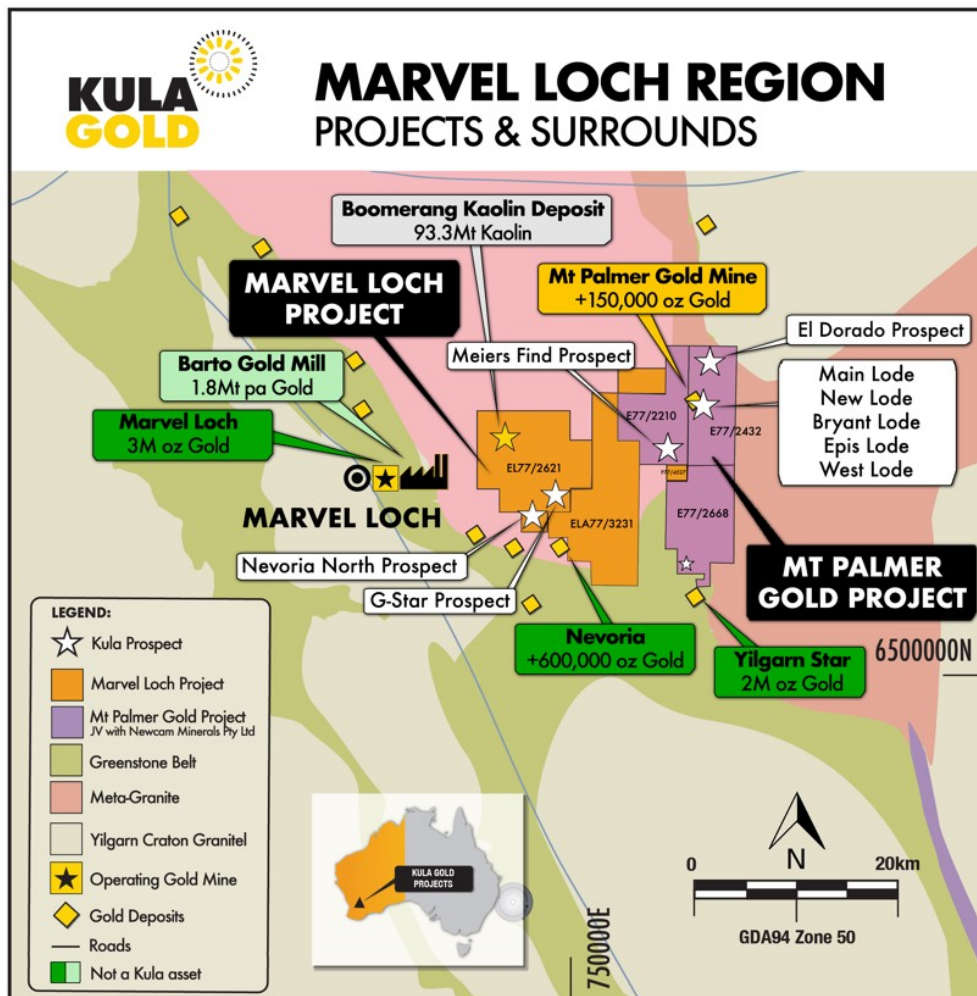 KULA
GOLD
MARVEL LOCH REGION
PROJECTS & SURROUNDS
Boomerang Kaolin Deposit
93.3Mt Kaolin
MARVEL LOCH
PROJECT
Mt Palmer Gold Mine
+150,000 oz Gold
El Dorado Prospect
Meiers Find Prospect
Barto Gold Mill
1.8Mt pa Gold
Main Lode
New Lode
Bryant Lode
Epis Lode
West Lode
Marvel Loch
3M oz Gold
E77/2210
E77/2432
EL77/2621
ELA77/3231
E77/2668
MARVEL LOCH
Nevoria North Prospect
G-Star Prospect
MT PALMER
GOLD PROJECT
Nevoria
+600,000 oz Gold
Yilgarn Star
2M oz Gold
6500000N
LEGEND:
Kula Prospect
Marvel Loch Project
Mt Palmer Gold Project
JV with Newcam Minerals Pty Ltd
Greenstone Belt
Meta-Granite
Yilgarn Craton Granitel
Operating Gold Mine
Gold Deposits
Roads
Not a Kula asset
KULA GOLD
PROJECTS
750000E
N
0 20km
GDA94 Zone 50